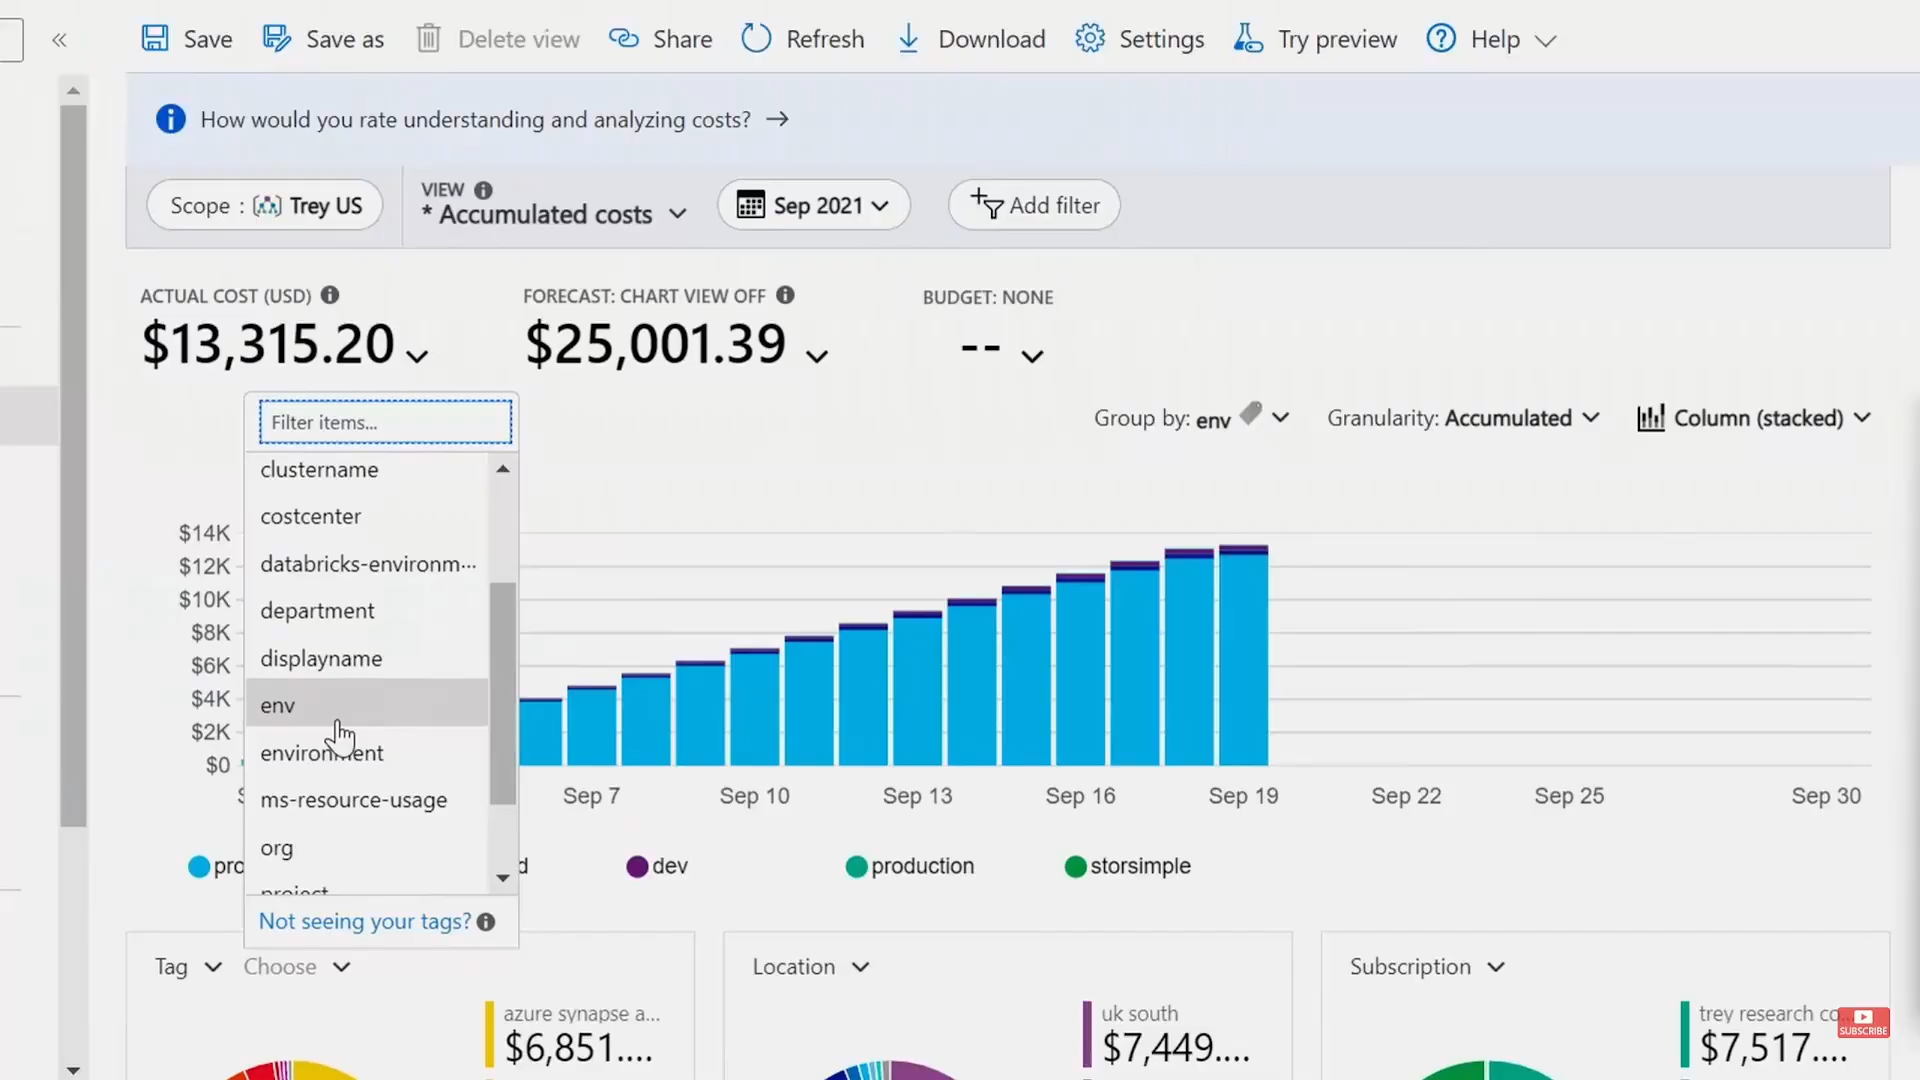 Save
Save as
Delete view
Share
Refresh
Download
Settings
Try preview
Help
How would you rate understanding and analyzing costs? →
Scope : Trey US
VIEW
* Accumulated costs
Sep 2021
Add filter
ACTUAL COST (USD)
$13,315.20
FORECAST: CHART VIEW OFF
$25,001.39
BUDGET: NONE
--
Group by: env
Granularity: Accumulated
Column (stacked)
Filter items...
clustername
costcenter
databricks-environm...
department
displayname
env
environment
ms-resource-usage
org
project
Not seeing your tags?
$14K
$12K
$10K
$8K
$6K
$4K
$2K
$0
Sep 7
Sep 10
Sep 13
Sep 16
Sep 19
Sep 22
Sep 25
Sep 30
dev
production
storsimple
Tag
Choose
azure synapse a...
$6,851....
Location
uk south
$7,449....
Subscription
trey research
$7,517....
SUBSCRIBE